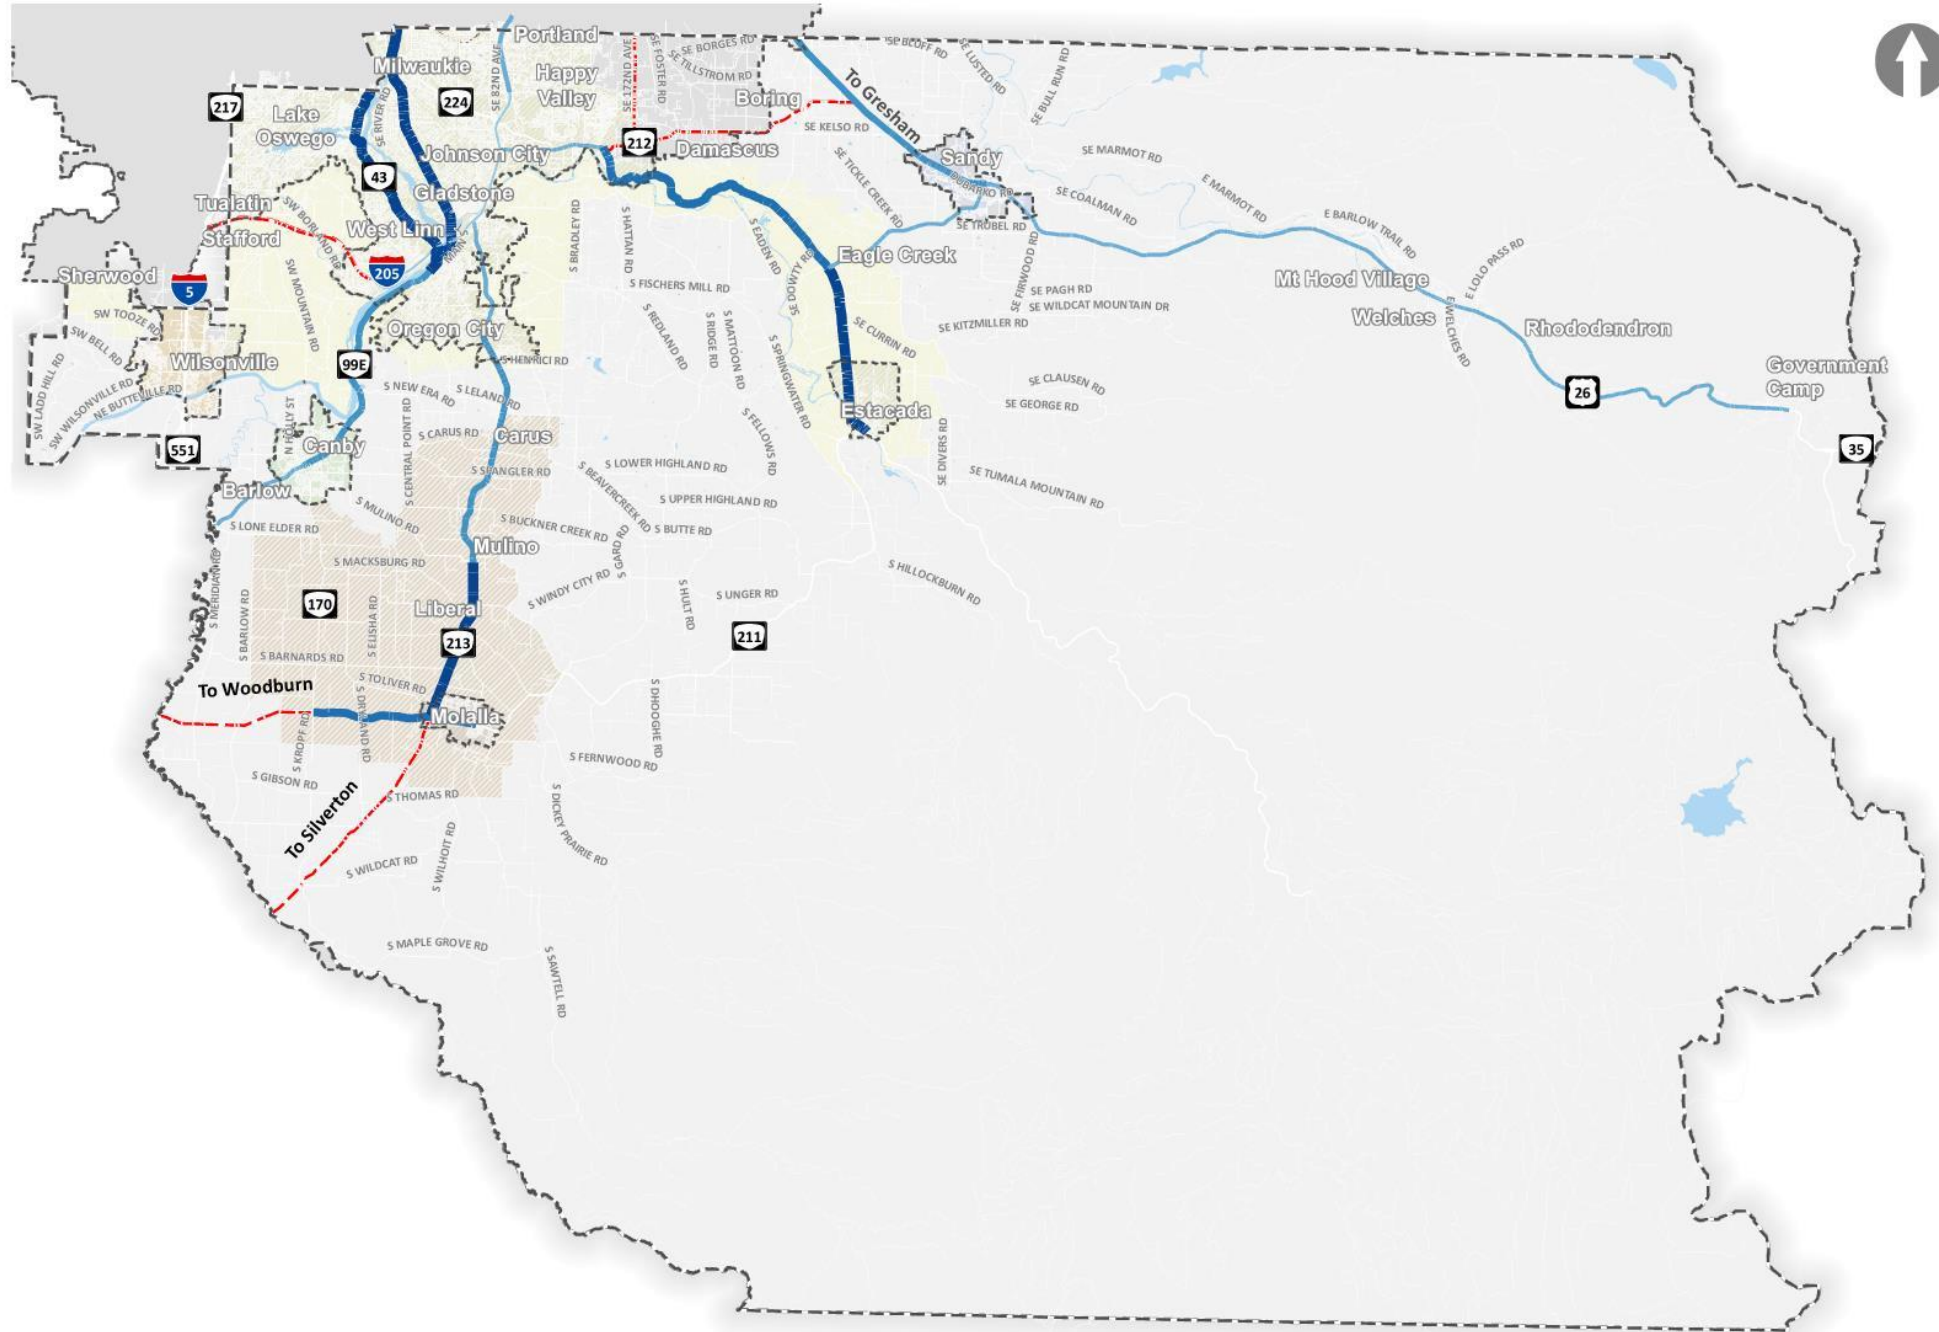 Portland
Milwaukie
SE 82ND AVE
Happy
Valley
SE 172ND AVE
SE FOSTER RD
SE BORGES RD
SE TILLSTROM RD
Boring
To Gresham
SE BLUFF RD
SE LUSTED RD
SE BULL RUN RD
217
224
Lake
Oswego
SE RIVER RD
Johnson City
212
Damascus
SE KELSO RD
SE TICKLE CREEK RD
Sandy
DUBARKO RD
SE MARMOT RD
43
Gladstone
SE COALMAN RD
E MARMOT RD
E BARLOW TRAIL RD
Tualatin
Stafford
SW BORLAND RD
West Linn
MAIN S
S BRADLEY RD
S HATTAN RD
S EADEN RD
SE DOWTY RD
Eagle Creek
SE TROBEL RD
SE FIRWOOD RD
E LOLO PASS RD
Sherwood
5
205
SW MOUNTAIN RD
S FISCHERS MILL RD
SE PAGH RD
SE WILDCAT MOUNTAIN DR
Mt Hood Village
Welches
E WELCHES RD
Rhododendron
SW TOOZE RD
SW BELL RD
Oregon City
S REDLAND RD
S RIDGE RD
S MATTOON RD
S SPRINGWATER RD
SE CURRIN RD
SE KITZMILLER RD
Government
Camp
Wilsonville
99E
S HENRICI RD
SW LADD HILL RD
SW WILSONVILLE RD
NE BUTTEVILLE RD
S NEW ERA RD
S LELAND RD
SE CLAUSEN RD
SE GEORGE RD
26
Estacada
N HOLLY ST
S CENTRAL POINT RD
S CARUS RD
Carus
S FELLOWS RD
551
Canby
35
S SPANGLER RD
S LOWER HIGHLAND RD
SE DIVERS RD
SE TUMALA MOUNTAIN RD
Barlow
S BEAVERCREEK RD
S UPPER HIGHLAND RD
S LONE ELDER RD
S MULINO RD
S BUCKNER CREEK RD
S BUTTE RD
Mulino
S GARD RD
S MACKSBURG RD
S MERIDIAN RD
S WINDY CITY RD
S HILLOCKBURN RD
170
S BARLOW RD
S ELISHA RD
Liberal
S HULT RD
S UNGER RD
213
211
S BARNARDS RD
S TOLIVER RD
To Woodburn
S DRYLAND RD
S KROPF RD
Molalla
S DHOOGHE RD
S GIBSON RD
S FERNWOOD RD
To Silverton
S THOMAS RD
S DICKEY PRAIRIE RD
S WILDCAT RD
S WILHOIT RD
S MAPLE GROVE RD
S SAWTELL RD